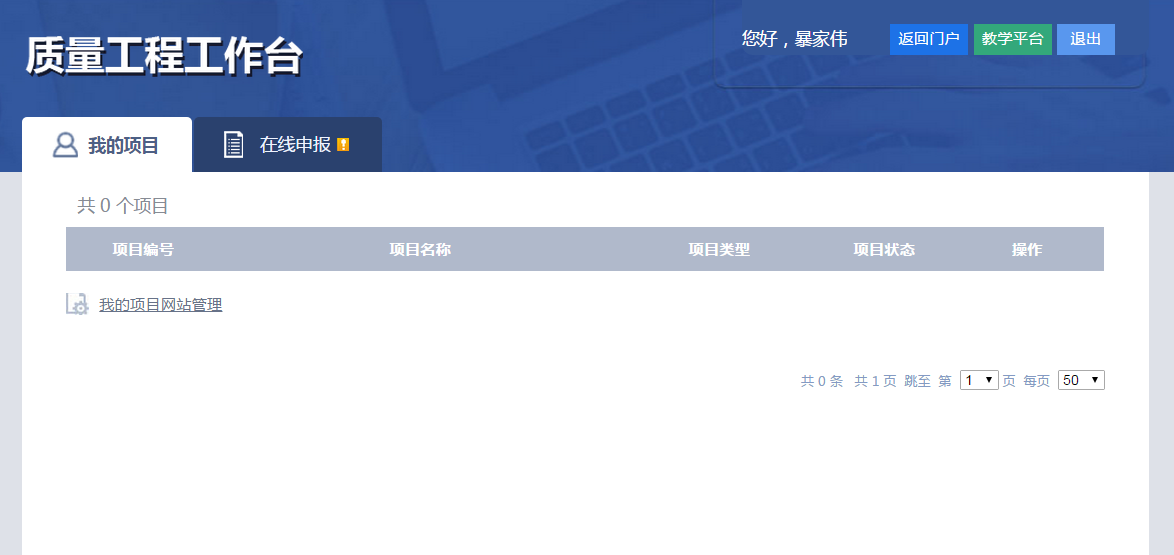 质量工程工作台
您好，暴家伟 返回门户 教学平台 退出
我的项目 在线申报
共 0 个项目
项目编号 项目名称 项目类型 项目状态 操作
我的项目网站管理
共 0 条 共 1 页 跳至 第 1 页 每页 50